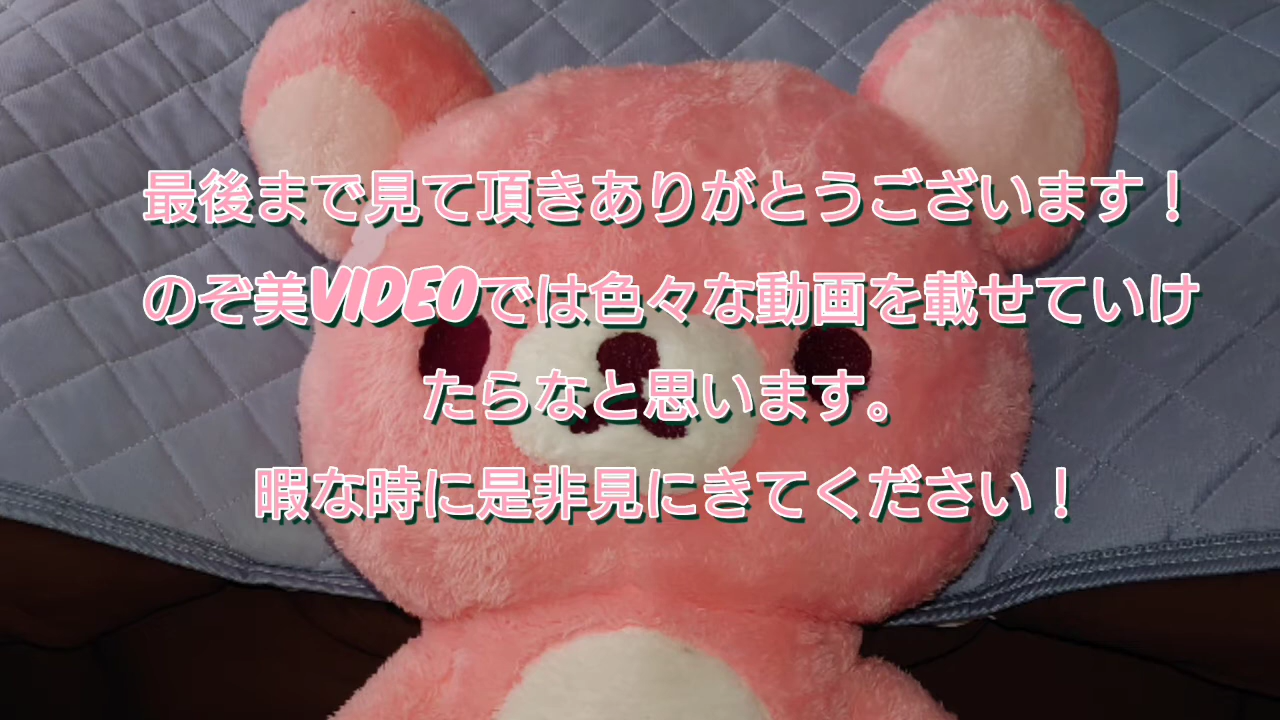 最後まで見て頂きありがとうございます！
のぞ美VIDEOでは色々な動画を載せていけ
たらなと思います。
暇な時に是非見にきてください！